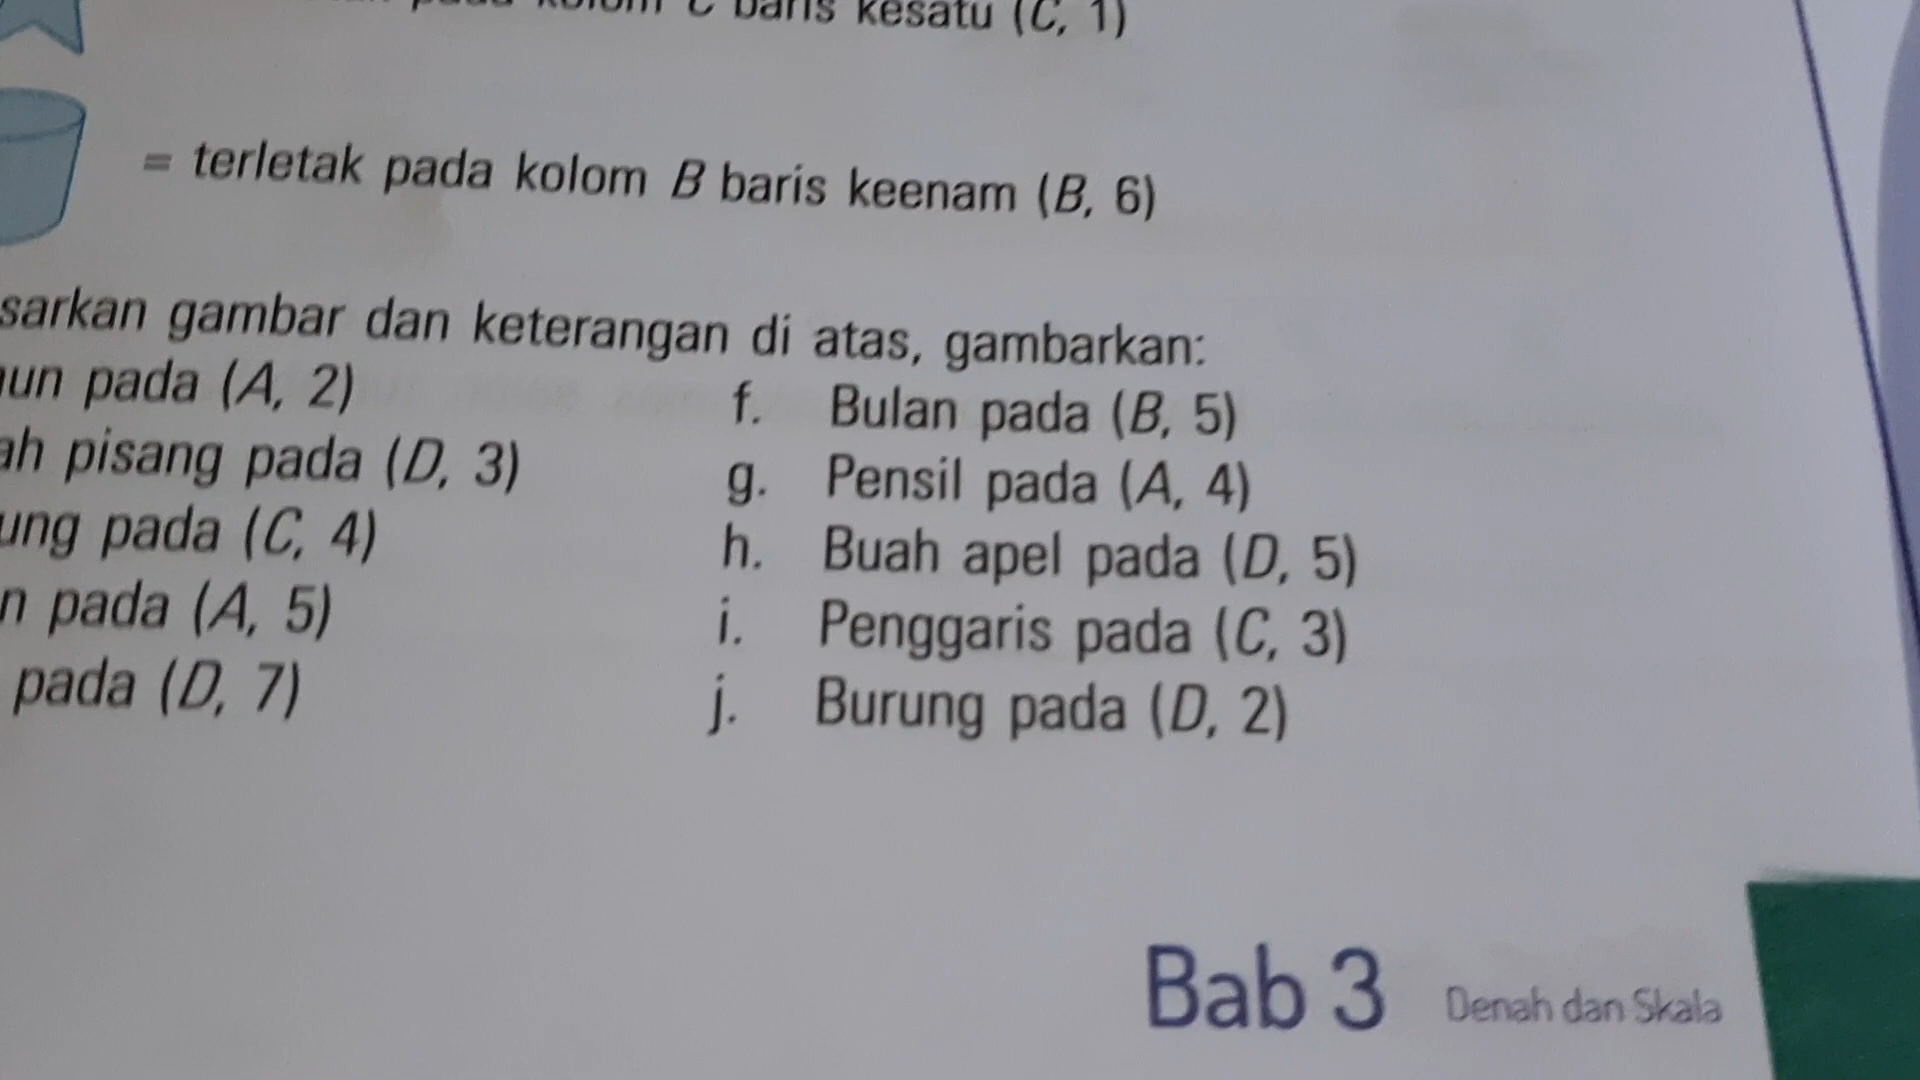 baris kesatu (C, 1)
= terletak pada kolom B baris keenam (B, 6)
sarkan gambar dan keterangan di atas, gambarkan:
un pada (A, 2)
ah pisang pada (D, 3)
ung pada (C, 4)
n pada (A, 5)
pada (D, 7)
f. Bulan pada (B, 5)
g. Pensil pada (A, 4)
h. Buah apel pada (D, 5)
i. Penggaris pada (C, 3)
j. Burung pada (D, 2)
Bab 3 Denah dan Skala